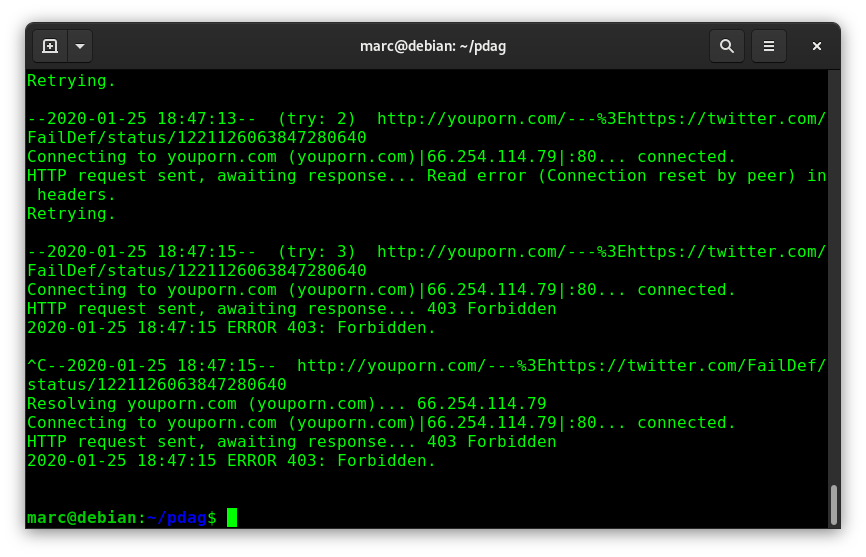 marc@debian: ~/pdag
Retrying.
--2020-01-25 18:47:13--  (try: 2)  http://youporn.com/---%3Ehttps://twitter.com/
FailDef/status/1221126063847280640
Connecting to youporn.com (youporn.com)|66.254.114.79|:80... connected.
HTTP request sent, awaiting response... Read error (Connection reset by peer) in
 headers.
Retrying.
--2020-01-25 18:47:15--  (try: 3)  http://youporn.com/---%3Ehttps://twitter.com/
FailDef/status/1221126063847280640
Connecting to youporn.com (youporn.com)|66.254.114.79|:80... connected.
HTTP request sent, awaiting response... 403 Forbidden
2020-01-25 18:47:15 ERROR 403: Forbidden.
^C--2020-01-25 18:47:15--  http://youporn.com/---%3Ehttps://twitter.com/FailDef/
status/1221126063847280640
Resolving youporn.com (youporn.com)... 66.254.114.79
Connecting to youporn.com (youporn.com)|66.254.114.79|:80... connected.
HTTP request sent, awaiting response... 403 Forbidden
2020-01-25 18:47:15 ERROR 403: Forbidden.
marc@debian:~/pdag$